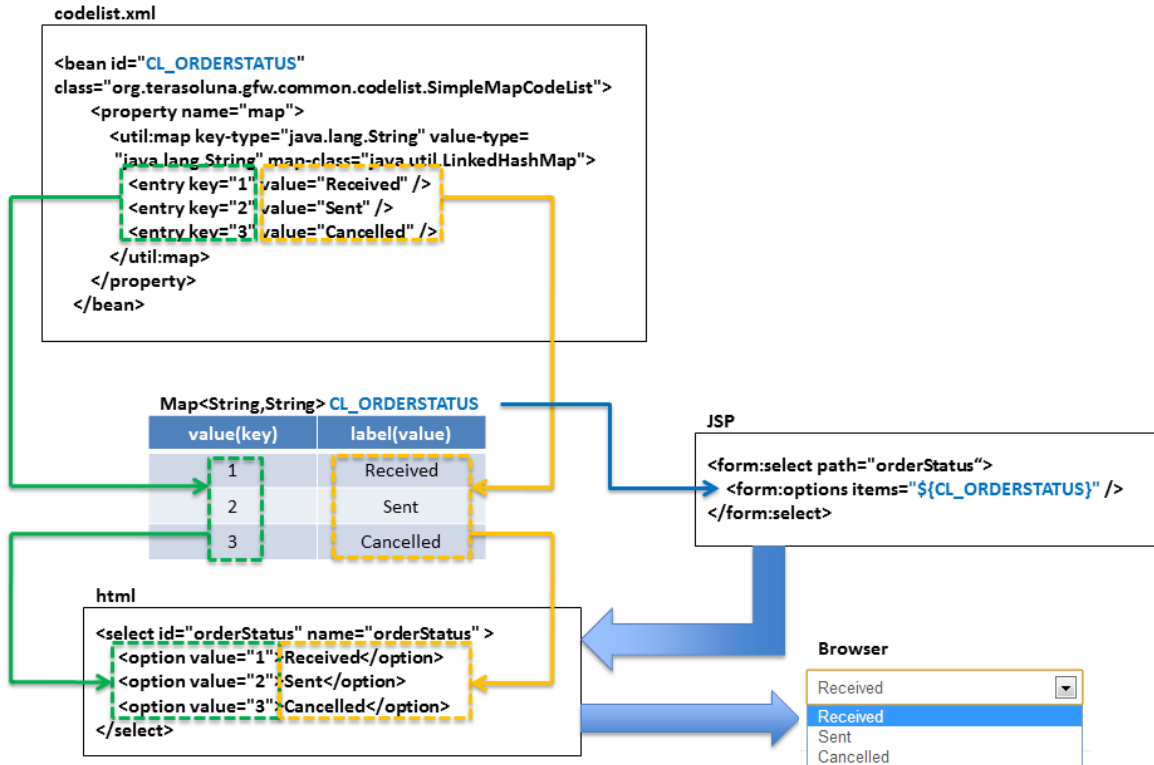 codelist.xml
<bean id="CL_ORDERSTATUS"
class="org.terasoluna.gfw.common.codelist.SimpleMapCodeList">
<property name="map">
<util:map key-type="java.lang.String" value-type=
"java.lang.String" map-class="java.util.LinkedHashMap">
<entry key="1" value="Received" />
<entry key="2" value="Sent" />
<entry key="3" value="Cancelled" />
</util:map>
</property>
</bean>
Map<String,String> CL_ORDERSTATUS
value(key) label(value)
1 Received
2 Sent
3 Cancelled
JSP
<form:select path="orderStatus“>
<form:options items="${CL_ORDERSTATUS}" />
</form:select>
html
<select id="orderStatus" name="orderStatus" >
<option value="1">Received</option>
<option value="2">Sent</option>
<option value="3">Cancelled</option>
</select>
Browser
Received
Received
Sent
Cancelled